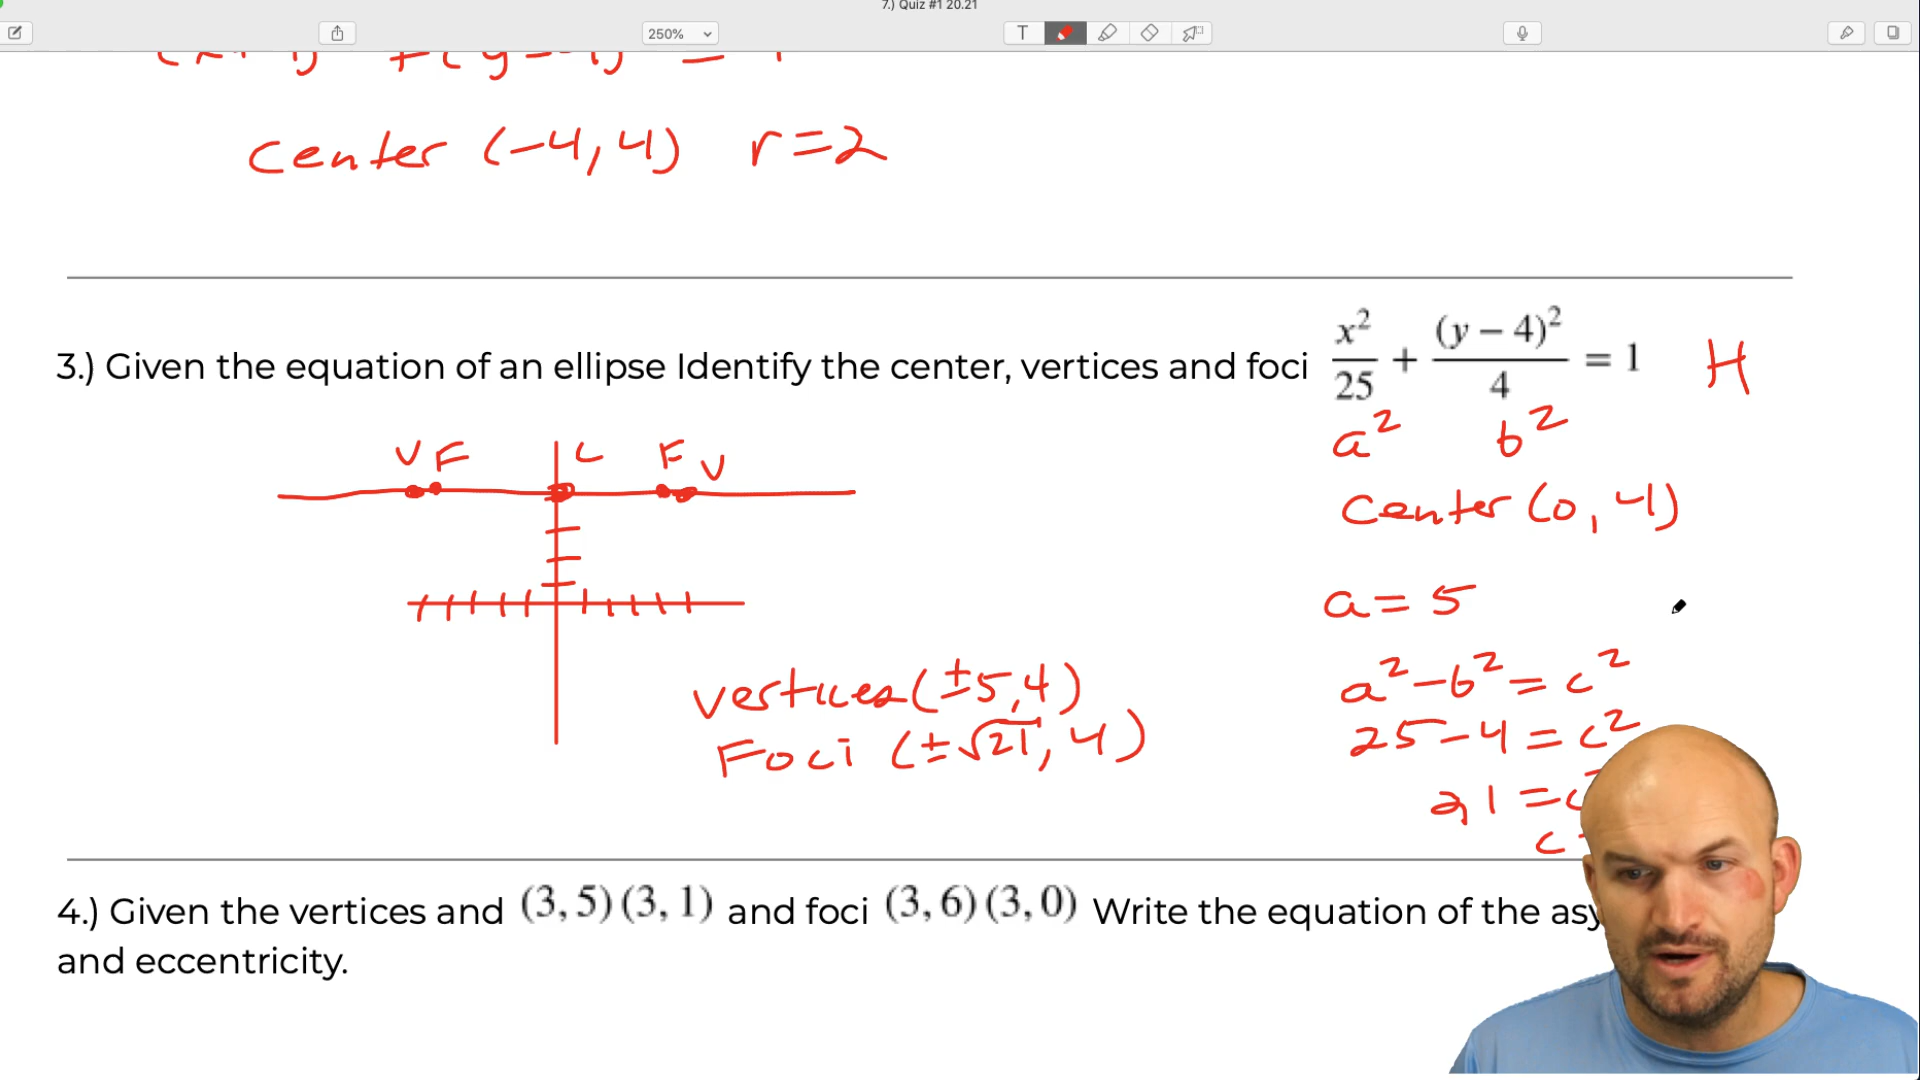 7.) Quiz #1 20.21
250%
T
center (-4, 4) r = 2
3.) Given the equation of an ellipse Identify the center, vertices and foci x²/25 + (y − 4)²/4 = 1 H
a² b²
V F C F V
center (0, 4)
a = 5
vertices (±5, 4)
a² - b² = c²
Foci (±√21, 4)
25 - 4 = c²
21 = c
c
4.) Given the vertices and (3, 5) (3, 1) and foci (3, 6) (3, 0) Write the equation of the asy
and eccentricity.